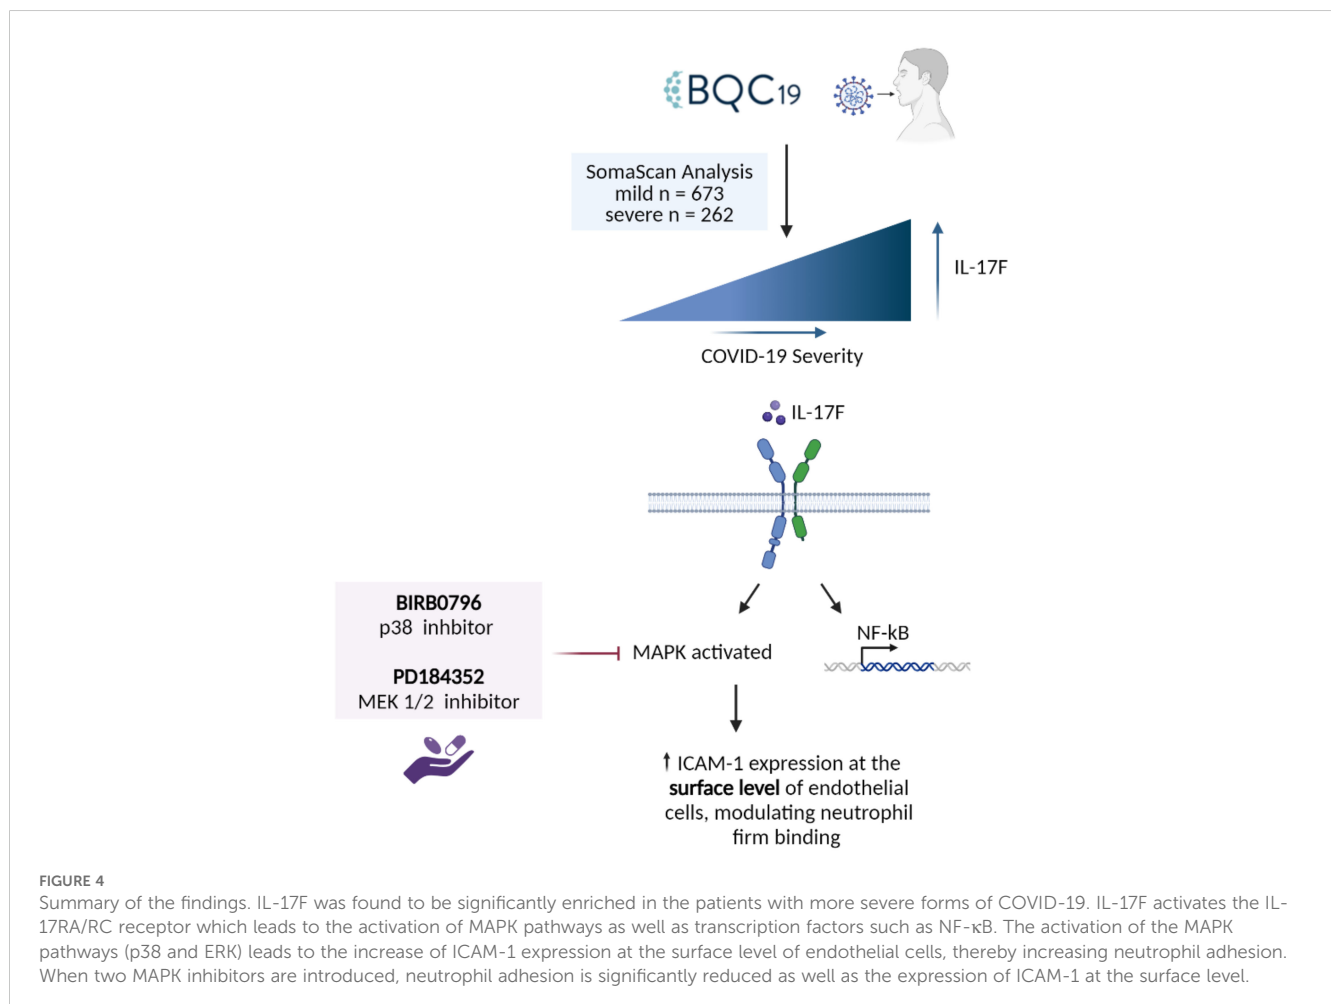 BQC19
SomaScan Analysis
mild n = 673
severe n = 262
IL-17F
COVID-19 Severity
IL-17F
BIRB0796
p38 inhbitor
PD184352
MEK 1/2 inhibitor
MAPK activated
NF-kB
↑ ICAM-1 expression at the
surface level of endothelial
cells, modulating neutrophil
firm binding
FIGURE 4
Summary of the findings. IL-17F was found to be significantly enriched in the patients with more severe forms of COVID-19. IL-17F activates the IL-
17RA/RC receptor which leads to the activation of MAPK pathways as well as transcription factors such as NF-κB. The activation of the MAPK
pathways (p38 and ERK) leads to the increase of ICAM-1 expression at the surface level of endothelial cells, thereby increasing neutrophil adhesion.
When two MAPK inhibitors are introduced, neutrophil adhesion is significantly reduced as well as the expression of ICAM-1 at the surface level.